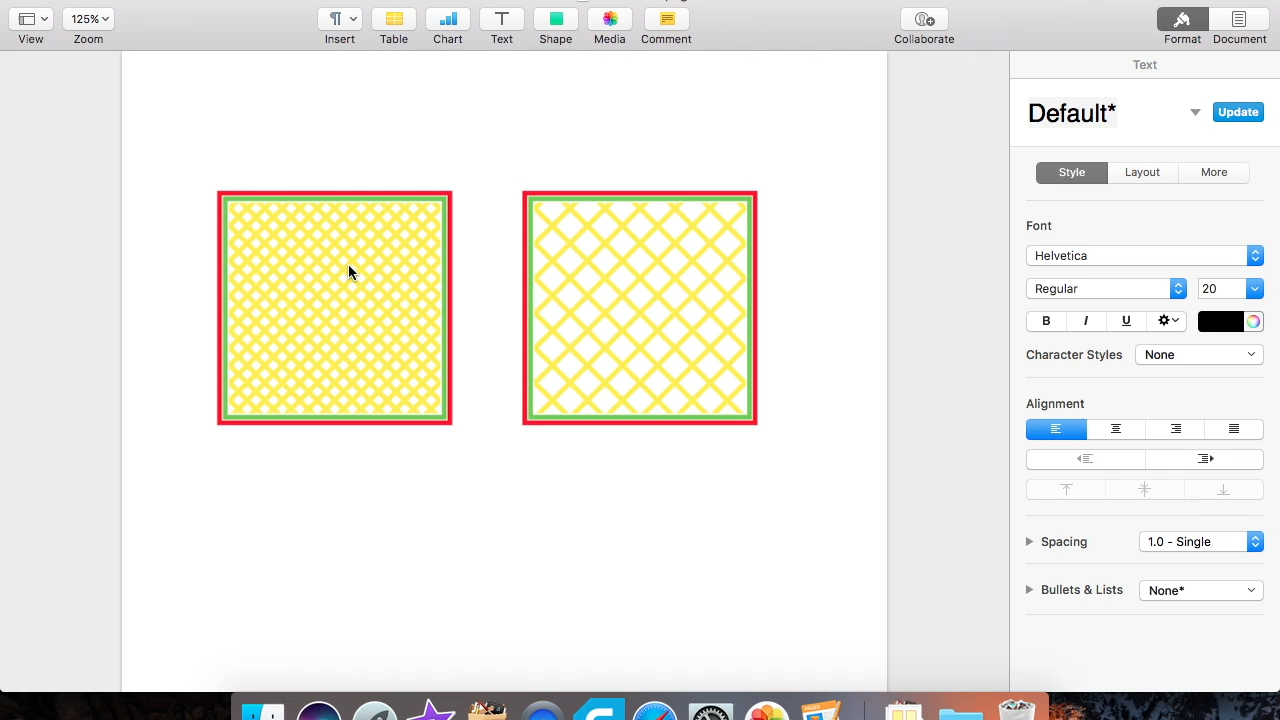 125%
View
Zoom
Insert
Table
Chart
Text
Shape
Media
Comment
Collaborate
Format
Document
Text
Default*
Update
Style
Layout
More
Font
Helvetica
Regular
20
B
I
U
Character Styles
None
Alignment
Spacing
1.0 - Single
Bullets & Lists
None*